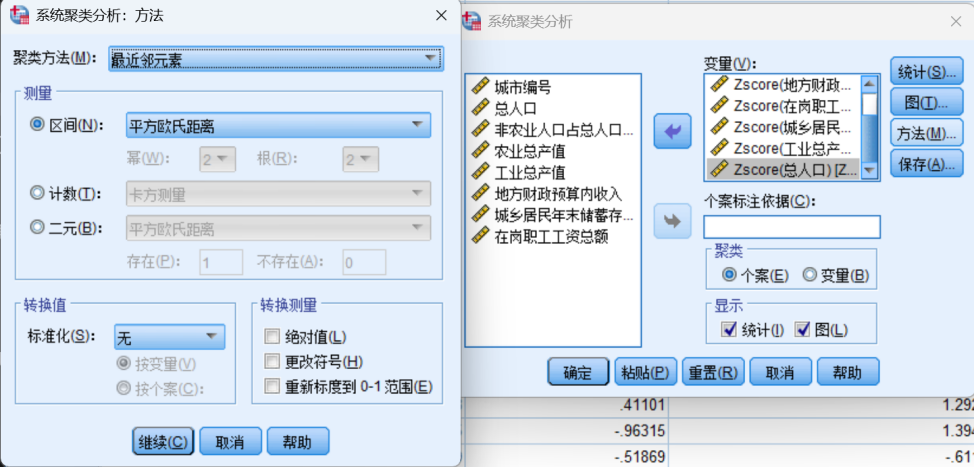 系统聚类分析：方法
聚类方法(M)：
最近邻元素
测量
区间(N)：
平方欧氏距离
幂(W)：
2
根(R)：
2
计数(T)：
卡方测量
二元(B)：
平方欧氏距离
存在(P)：
1
不存在(A)：
0
转换值
标准化(S)：
无
按变量(V)
按个案(C)：
转换测量
绝对值(L)
更改符号(H)
重新标度到 0-1 范围(E)
继续(C)
取消
帮助
系统聚类分析
城市编号
总人口
非农业人口占总人口...
农业总产值
工业总产值
地方财政预算内收入
城乡居民年末储蓄存...
在岗职工工资总额
变量(V)：
Zscore(地方财政...
Zscore(在岗职工...
Zscore(城乡居民...
Zscore(工业总产...
Zscore(总人口) [Z...
个案标注依据(C)：
聚类
个案(E)
变量(B)
显示
统计(I)
图(L)
统计(S)...
图(T)...
方法(M)...
保存(A)...
确定
粘贴(P)
重置(R)
取消
帮助
.41101
1.292
-.96315
1.394
-.51869
-.61